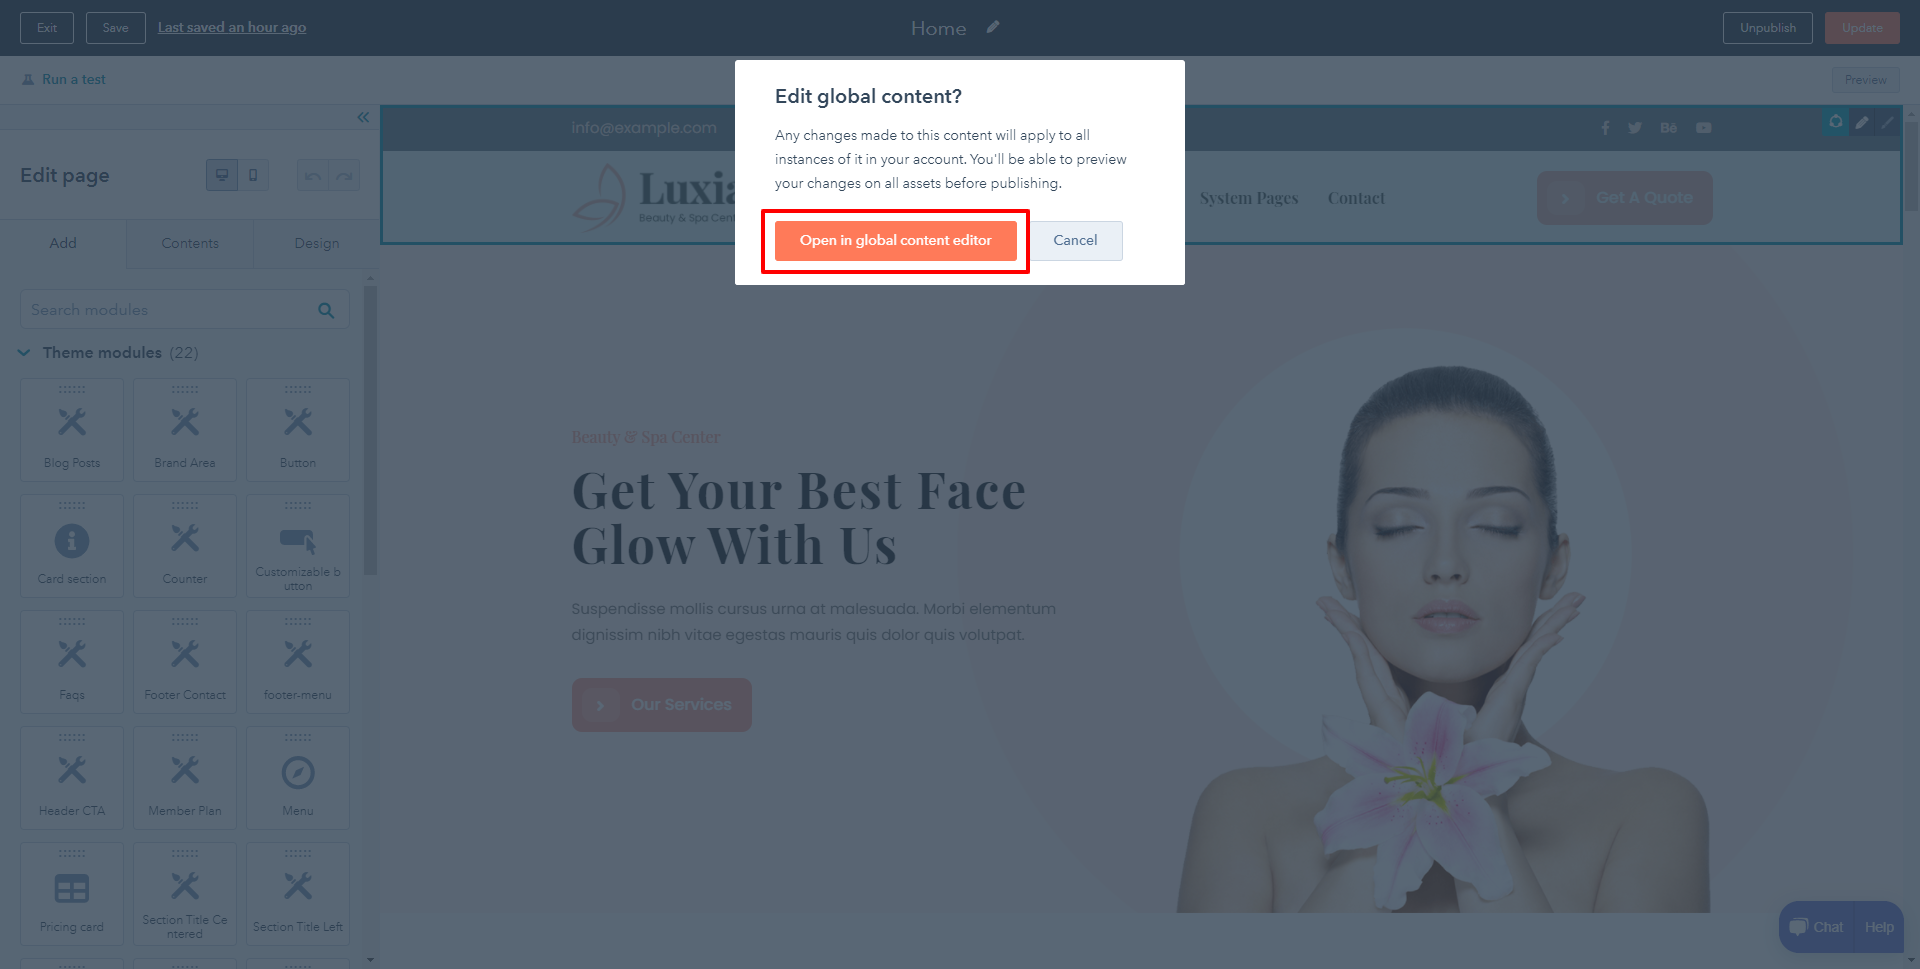 Exit
Save
Last saved an hour ago
Home
Unpublish
Update
Run a test
Preview
Edit global content?
Any changes made to this content will apply to all
instances of it in your account. You'll be able to preview
your changes on all assets before publishing.
Open in global content editor
Cancel
info@example.com
Bē
Luxia
Beauty & Spa Cen
System Pages
Contact
Get A Quote
Edit page
Add
Contents
Design
Search modules
Theme modules (22)
Blog Posts
Brand Area
Button
Card section
Counter
Customizable b
utton
Faqs
Footer Contact
footer-menu
Header CTA
Member Plan
Menu
Pricing card
Section Title Ce
ntered
Section Title Left
Beauty & Spa Center
Get Your Best Face
Glow With Us
Suspendisse mollis cursus urna at malesuada. Morbi elementum
dignissim nibh vitae egestas mauris quis dolor quis volutpat.
Our Services
Chat
Help